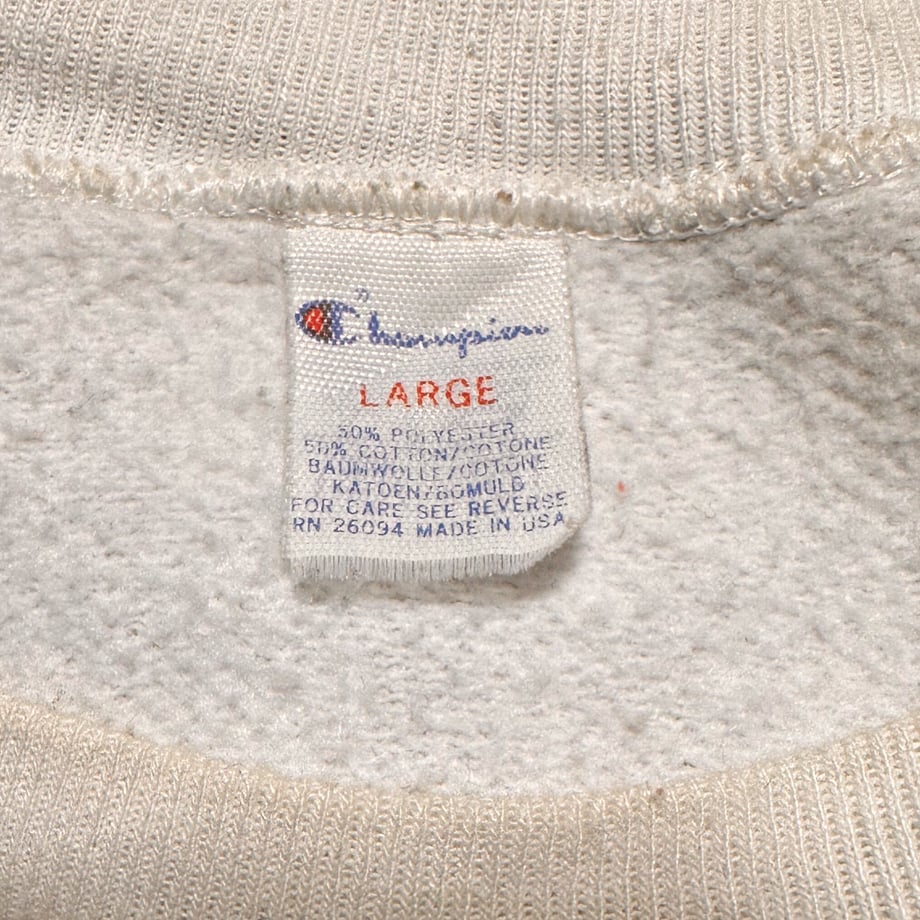 Champion®
LARGE
50% POLYESTER
50% COTTON/COTONE
BAUMWOLLE/COTONE
KATOEN/BOMULD
FOR CARE SEE REVERSE
RN 26094 MADE IN USA